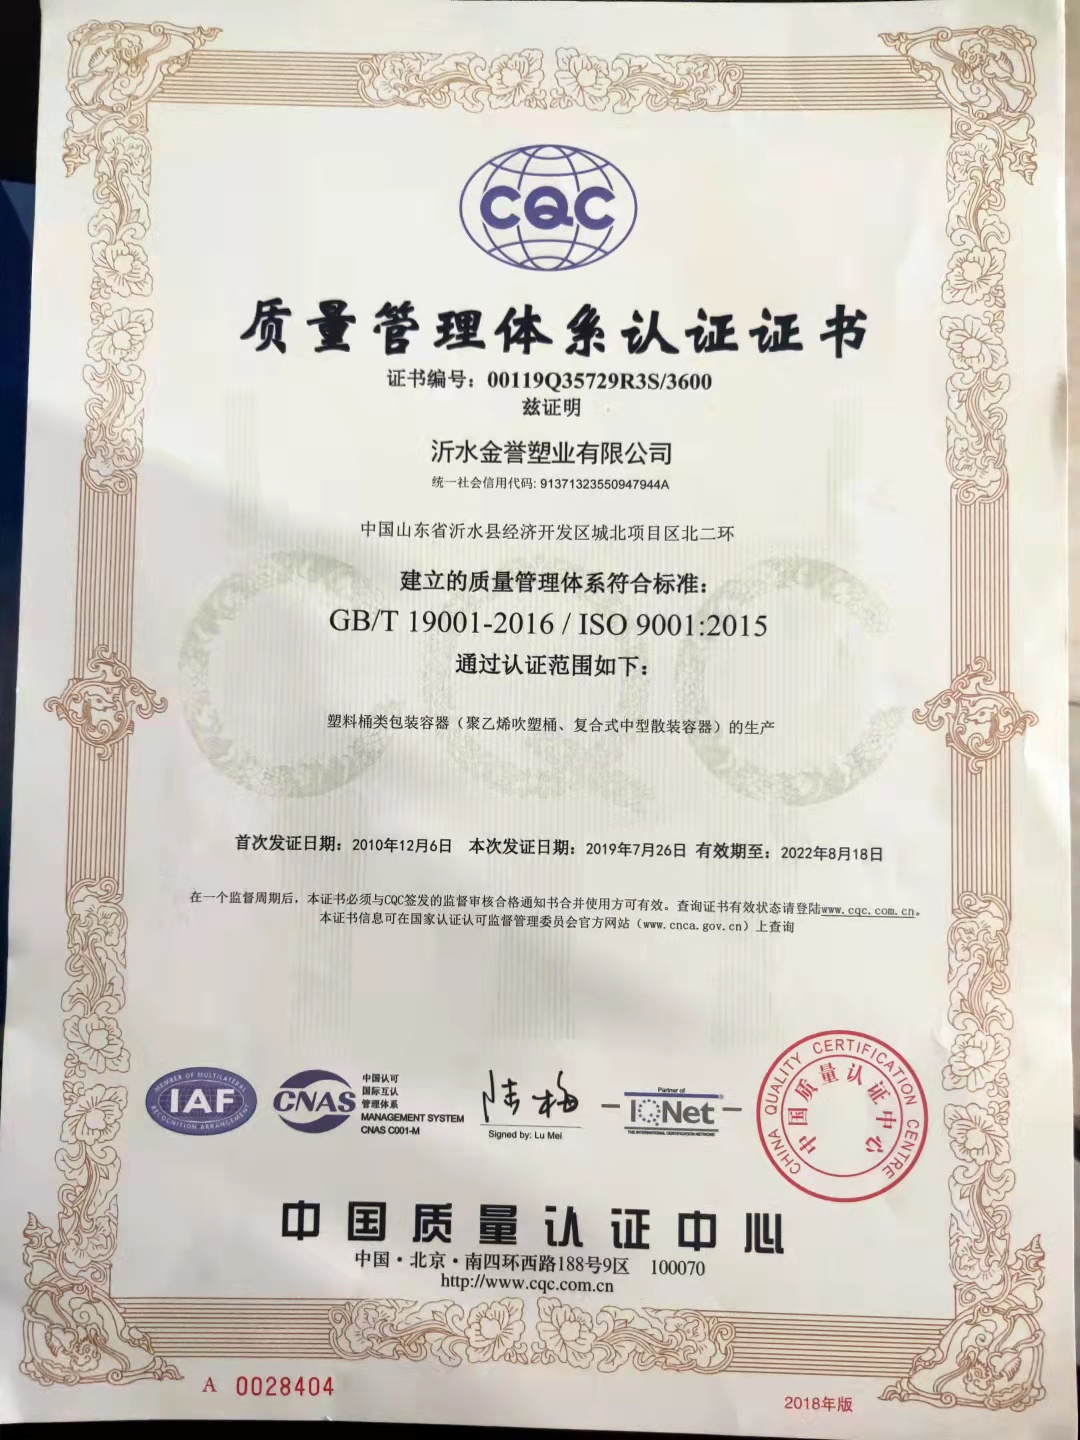 CQC
质量管理体系认证证书
证书编号：00119Q35729R3S/3600
兹证明
沂水金誉塑业有限公司
统一社会信用代码: 91371323550947944A
中国山东省沂水县经济开发区城北项目区北二环
建立的质量管理体系符合标准：
GB/T 19001-2016 / ISO 9001:2015
通过认证范围如下：
塑料桶类包装容器（聚乙烯吹塑桶、复合式中型散装容器）的生产
首次发证日期：2010年12月6日 本次发证日期：2019年7月26日 有效期至：2022年8月18日
在一个监督周期后，本证书必须与CQC签发的监督审核合格通知书合并使用方可有效。查询证书有效状态请登陆www.cqc.com.cn。
本证书信息可在国家认证认可监督管理委员会官方网站（www.cnca.gov.cn）上查询
MEMBER OF MULTILATERAL
IAF
RECOGNITION ARRANGEMENT
CNAS
中国认可
国际互认
管理体系
MANAGEMENT SYSTEM
CNAS C001-M
陆梅
Signed by: Lu Mei
Partner of
IQNet
THE INTERNATIONAL CERTIFICATION NETWORK
CHINA QUALITY CERTIFICATION CENTRE
中国质量认证中心
中国质量认证中心
中国·北京·南四环西路188号9区 100070
http://www.cqc.com.cn
A 0028404
2018年版